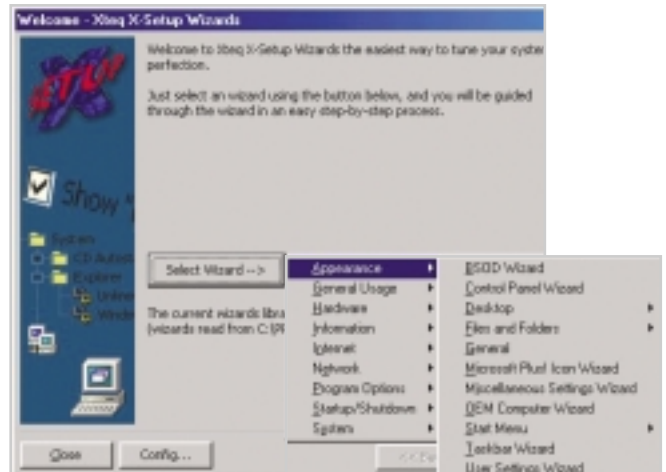 Welcome - Xteq X-Setup Wizards
Welcome to Xteq X-Setup Wizards the easiest way to tune your syster
perfection.
Just select an wizard using the button below, and you will be guided
through the wizard in an easy step-by-step process.
SETUP
X
Show
System
CD Autost
Explorer
Select Wizard -->
The current wizards libra
(wizards read from C:\P
Close
Config...
Appearance
General Usage
Hardware
Information
Internet
Network
Program Options
Startup/Shutdown
System
BSOD Wizard
Control Panel Wizard
Desktop
Files and Folders
General
Microsoft Plus! Icon Wizard
Miscellaneous Settings Wizard
OEM Computer Wizard
Start Menu
Taskbar Wizard
User Settings Wizard